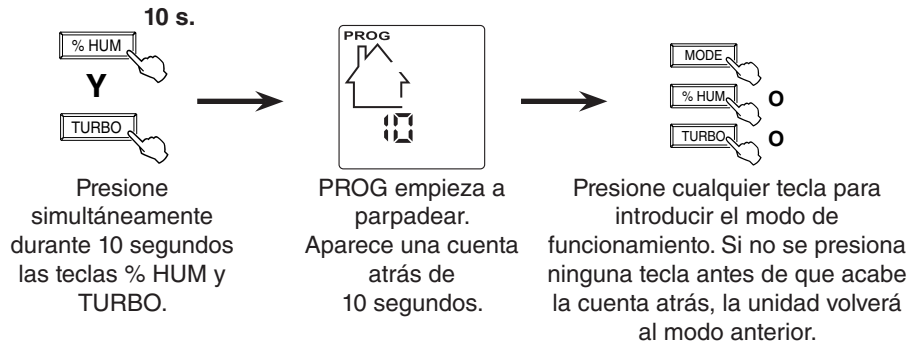 10 s.
% HUM
Y
TURBO
Presione
simultáneamente
durante 10 segundos
las teclas % HUM y
TURBO.
PROG
10
PROG empieza a
parpadear.
Aparece una cuenta
atrás de
10 segundos.
MODE
% HUM O
TURBO O
Presione cualquier tecla para
introducir el modo de
funcionamiento. Si no se presiona
ninguna tecla antes de que acabe
la cuenta atrás, la unidad volverá
al modo anterior.